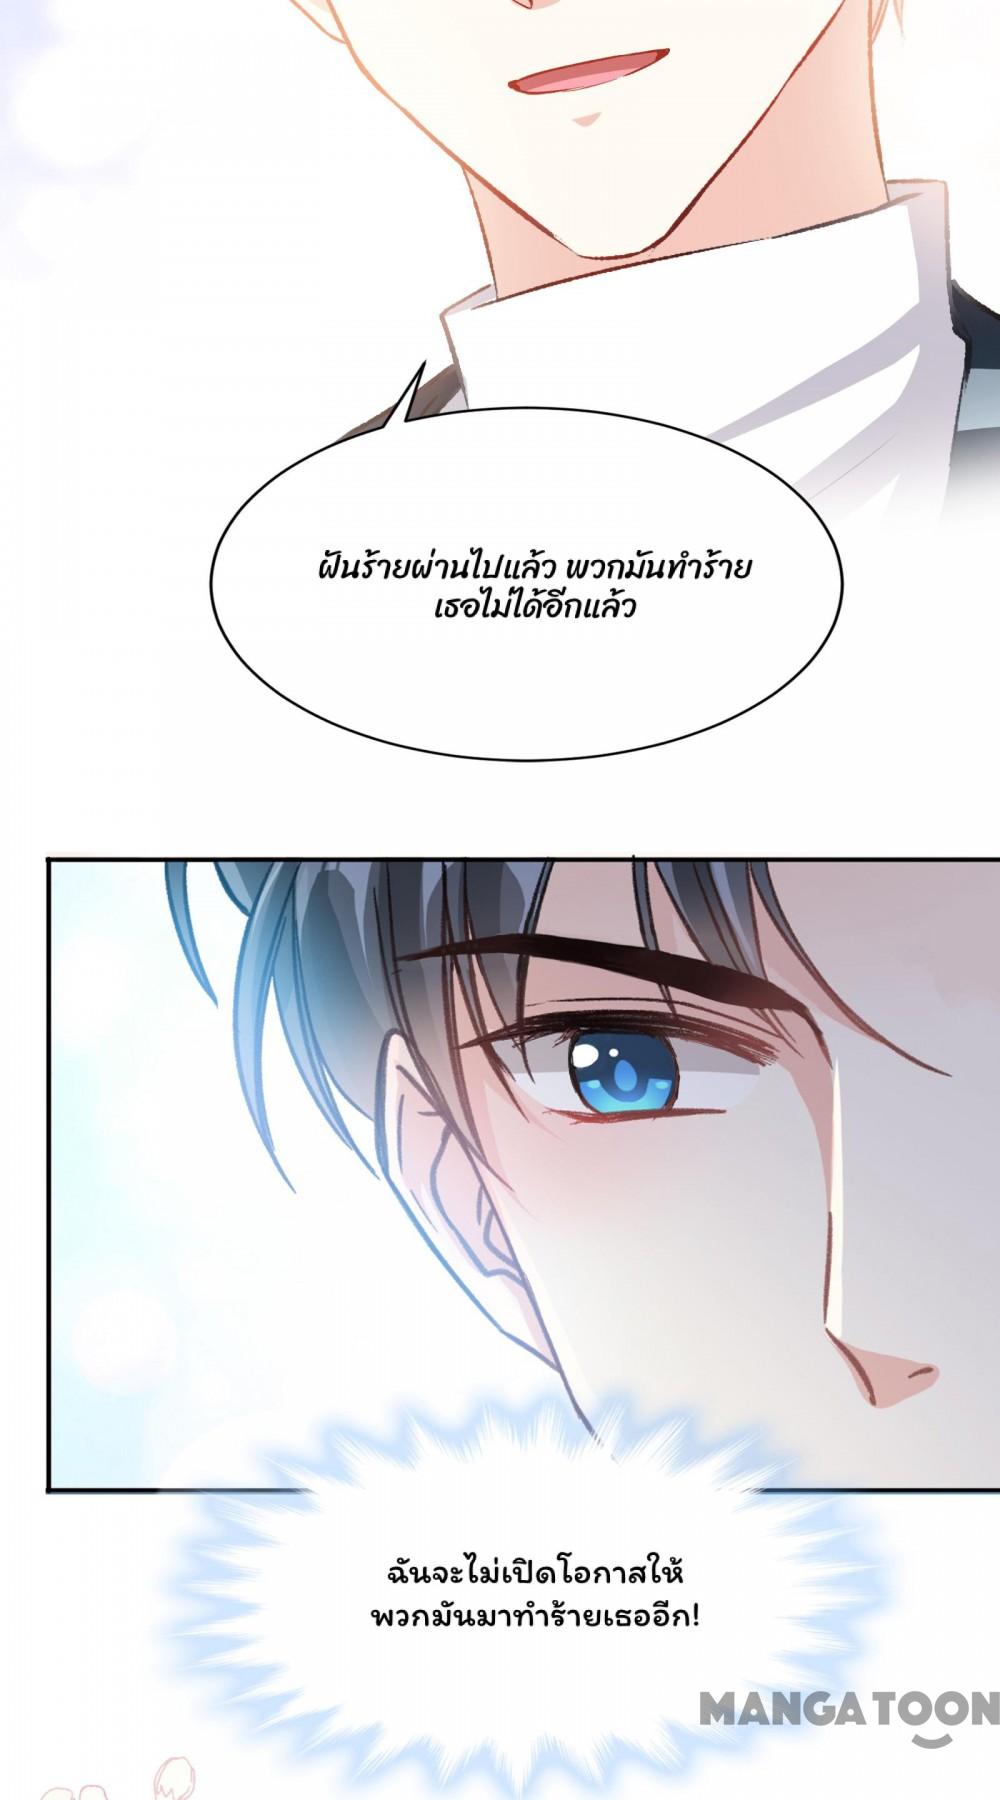 ฝันร้ายผ่านไปแล้ว พวกมันทำร้าย
เธอไม่ได้อีกแล้ว
ฉันจะไม่เปิดโอกาสให้
พวกมันมาทำร้ายเธออีก!
MANGATOON